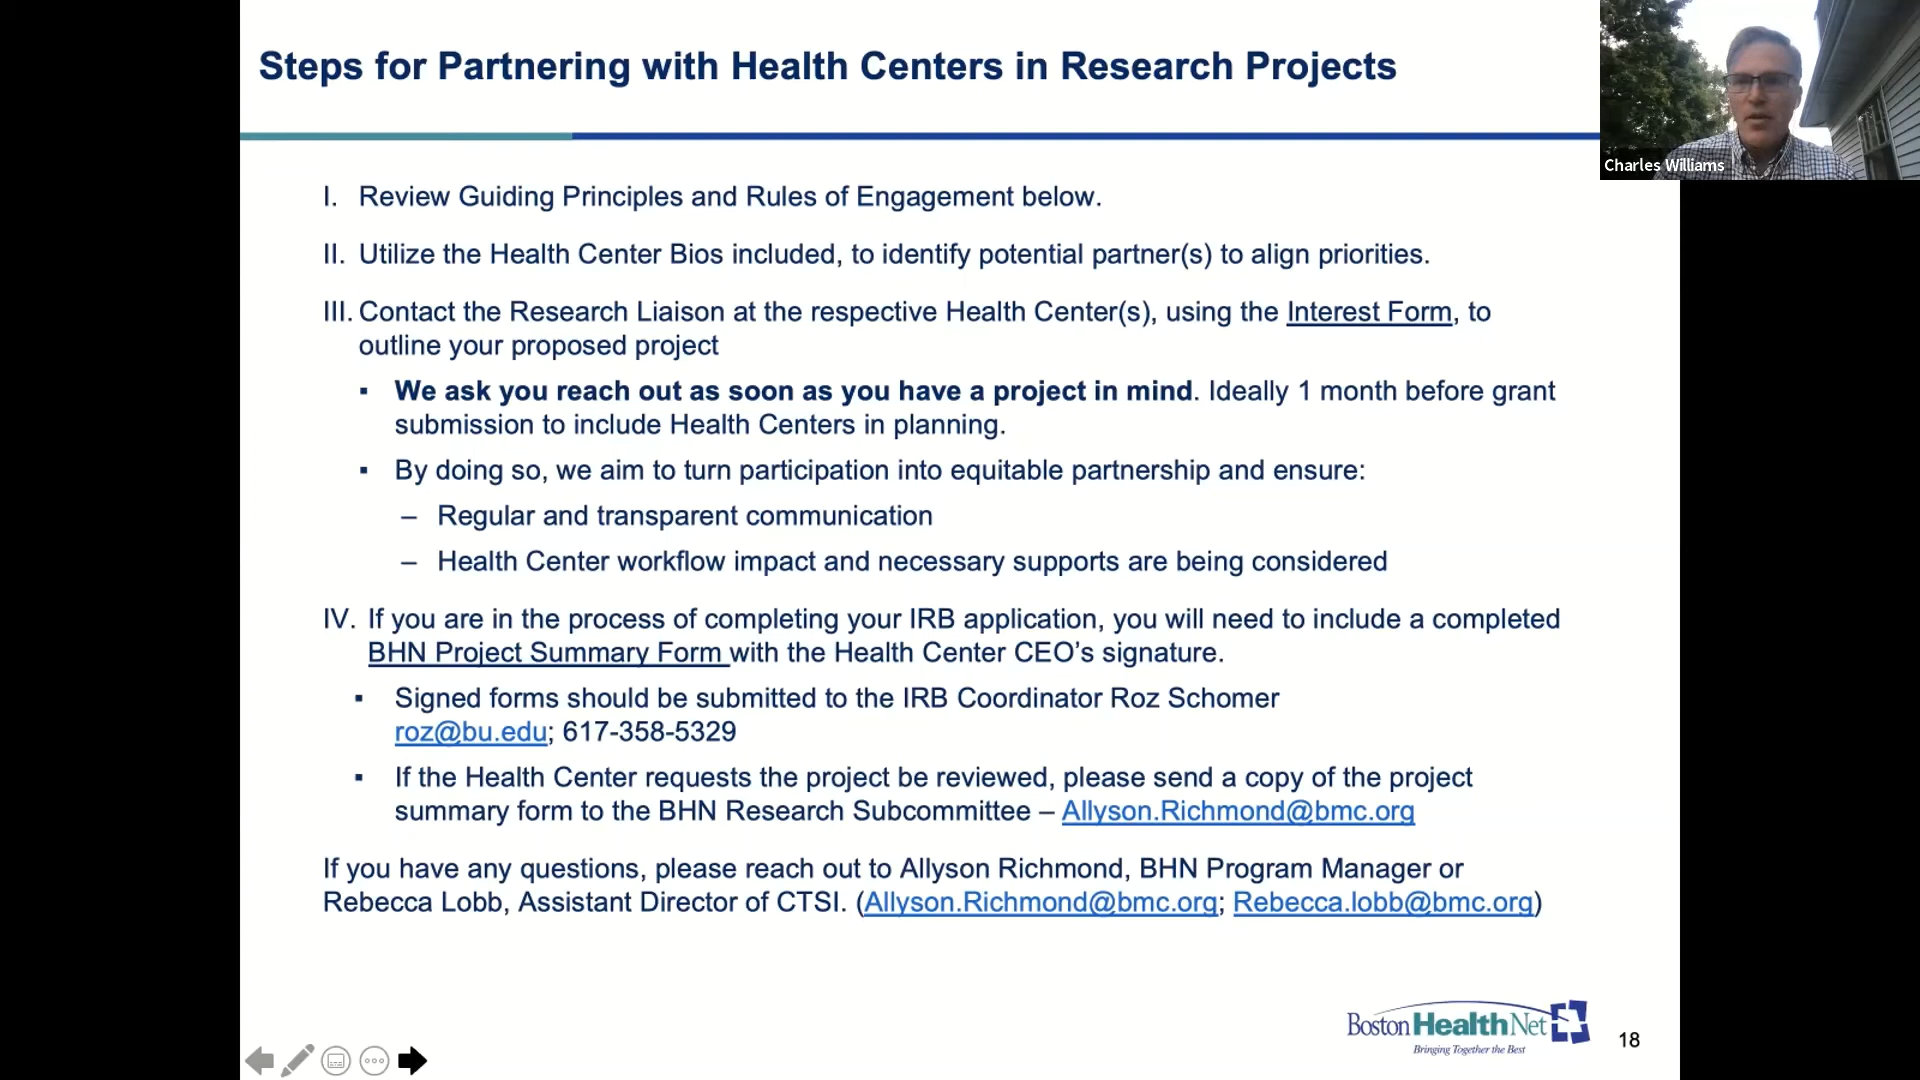 Steps for Partnering with Health Centers in Research Projects
Charles Williams
I. Review Guiding Principles and Rules of Engagement below.
II. Utilize the Health Center Bios included, to identify potential partner(s) to align priorities.
III. Contact the Research Liaison at the respective Health Center(s), using the Interest Form, to
outline your proposed project
▪ We ask you reach out as soon as you have a project in mind. Ideally 1 month before grant
submission to include Health Centers in planning.
▪ By doing so, we aim to turn participation into equitable partnership and ensure:
– Regular and transparent communication
– Health Center workflow impact and necessary supports are being considered
IV. If you are in the process of completing your IRB application, you will need to include a completed
BHN Project Summary Form with the Health Center CEO’s signature.
▪ Signed forms should be submitted to the IRB Coordinator Roz Schomer
roz@bu.edu; 617-358-5329
▪ If the Health Center requests the project be reviewed, please send a copy of the project
summary form to the BHN Research Subcommittee – Allyson.Richmond@bmc.org
If you have any questions, please reach out to Allyson Richmond, BHN Program Manager or
Rebecca Lobb, Assistant Director of CTSI. (Allyson.Richmond@bmc.org; Rebecca.lobb@bmc.org)
Boston HealthNet
Bringing Together the Best
18